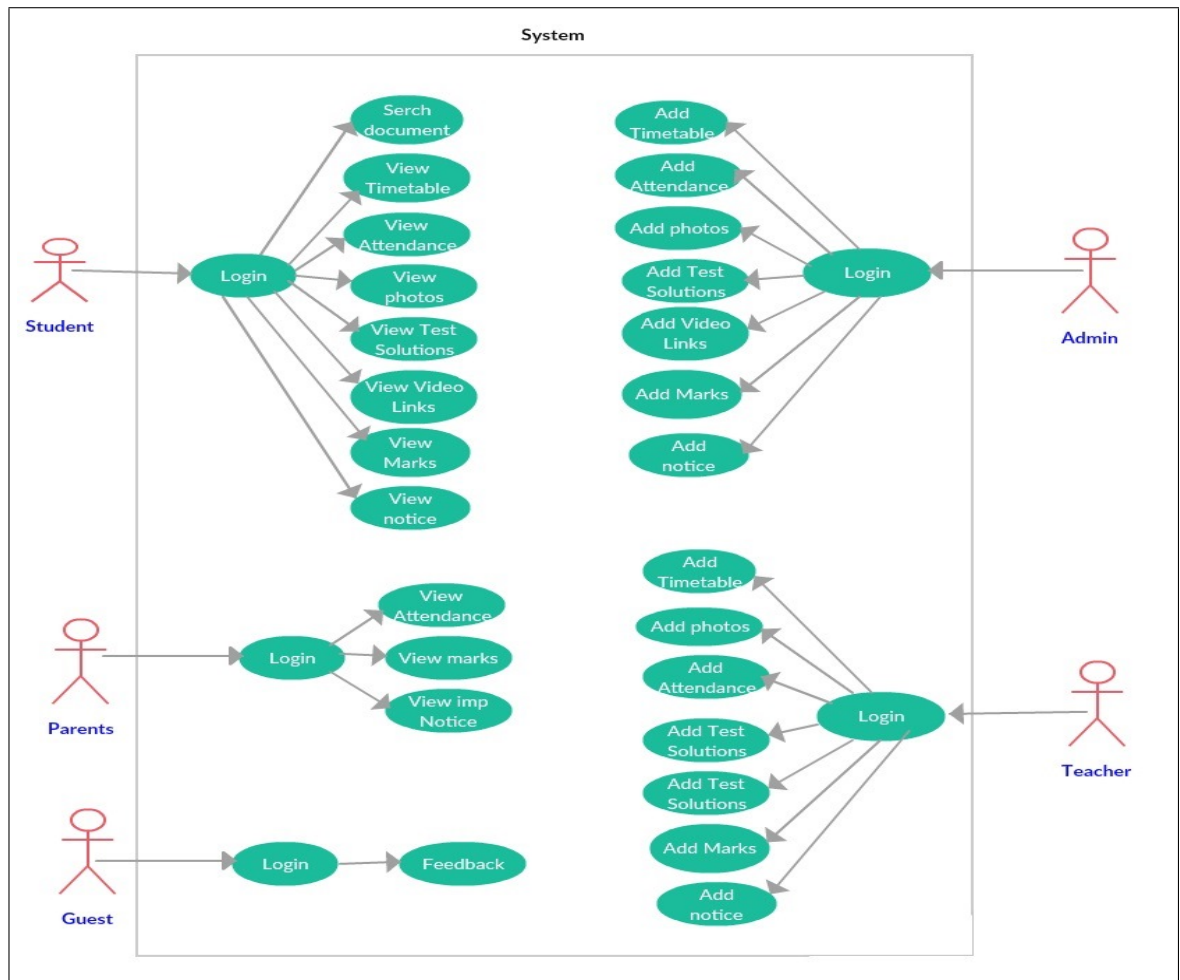 System
Serch
document
View
Timetable
View
Attendance
View
photos
View Test
Solutions
View Video
Links
View
Marks
View
notice
Login
Student
Add
Timetable
Add
Attendance
Add photos
Add Test
Solutions
Add Video
Links
Add Marks
Add
notice
Login
Admin
View
Attendance
View marks
View imp
Notice
Login
Parents
Add
Timetable
Add photos
Add
Attendance
Add Test
Solutions
Add Test
Solutions
Add Marks
Add
notice
Login
Teacher
Login
Feedback
Guest